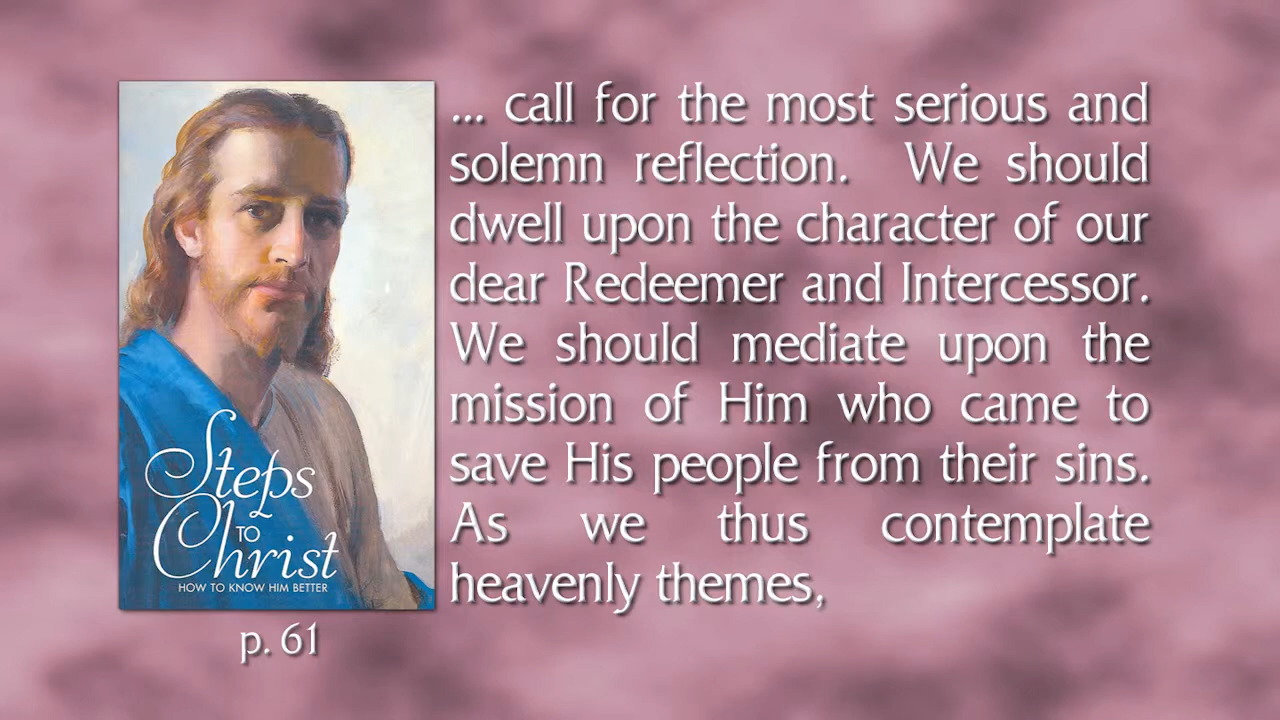 ... call for the most serious and
solemn reflection. We should
dwell upon the character of our
dear Redeemer and Intercessor.
We should mediate upon the
mission of Him who came to
save His people from their sins.
As we thus contemplate
heavenly themes,
Steps
TO
Christ
HOW TO KNOW HIM BETTER
p. 61